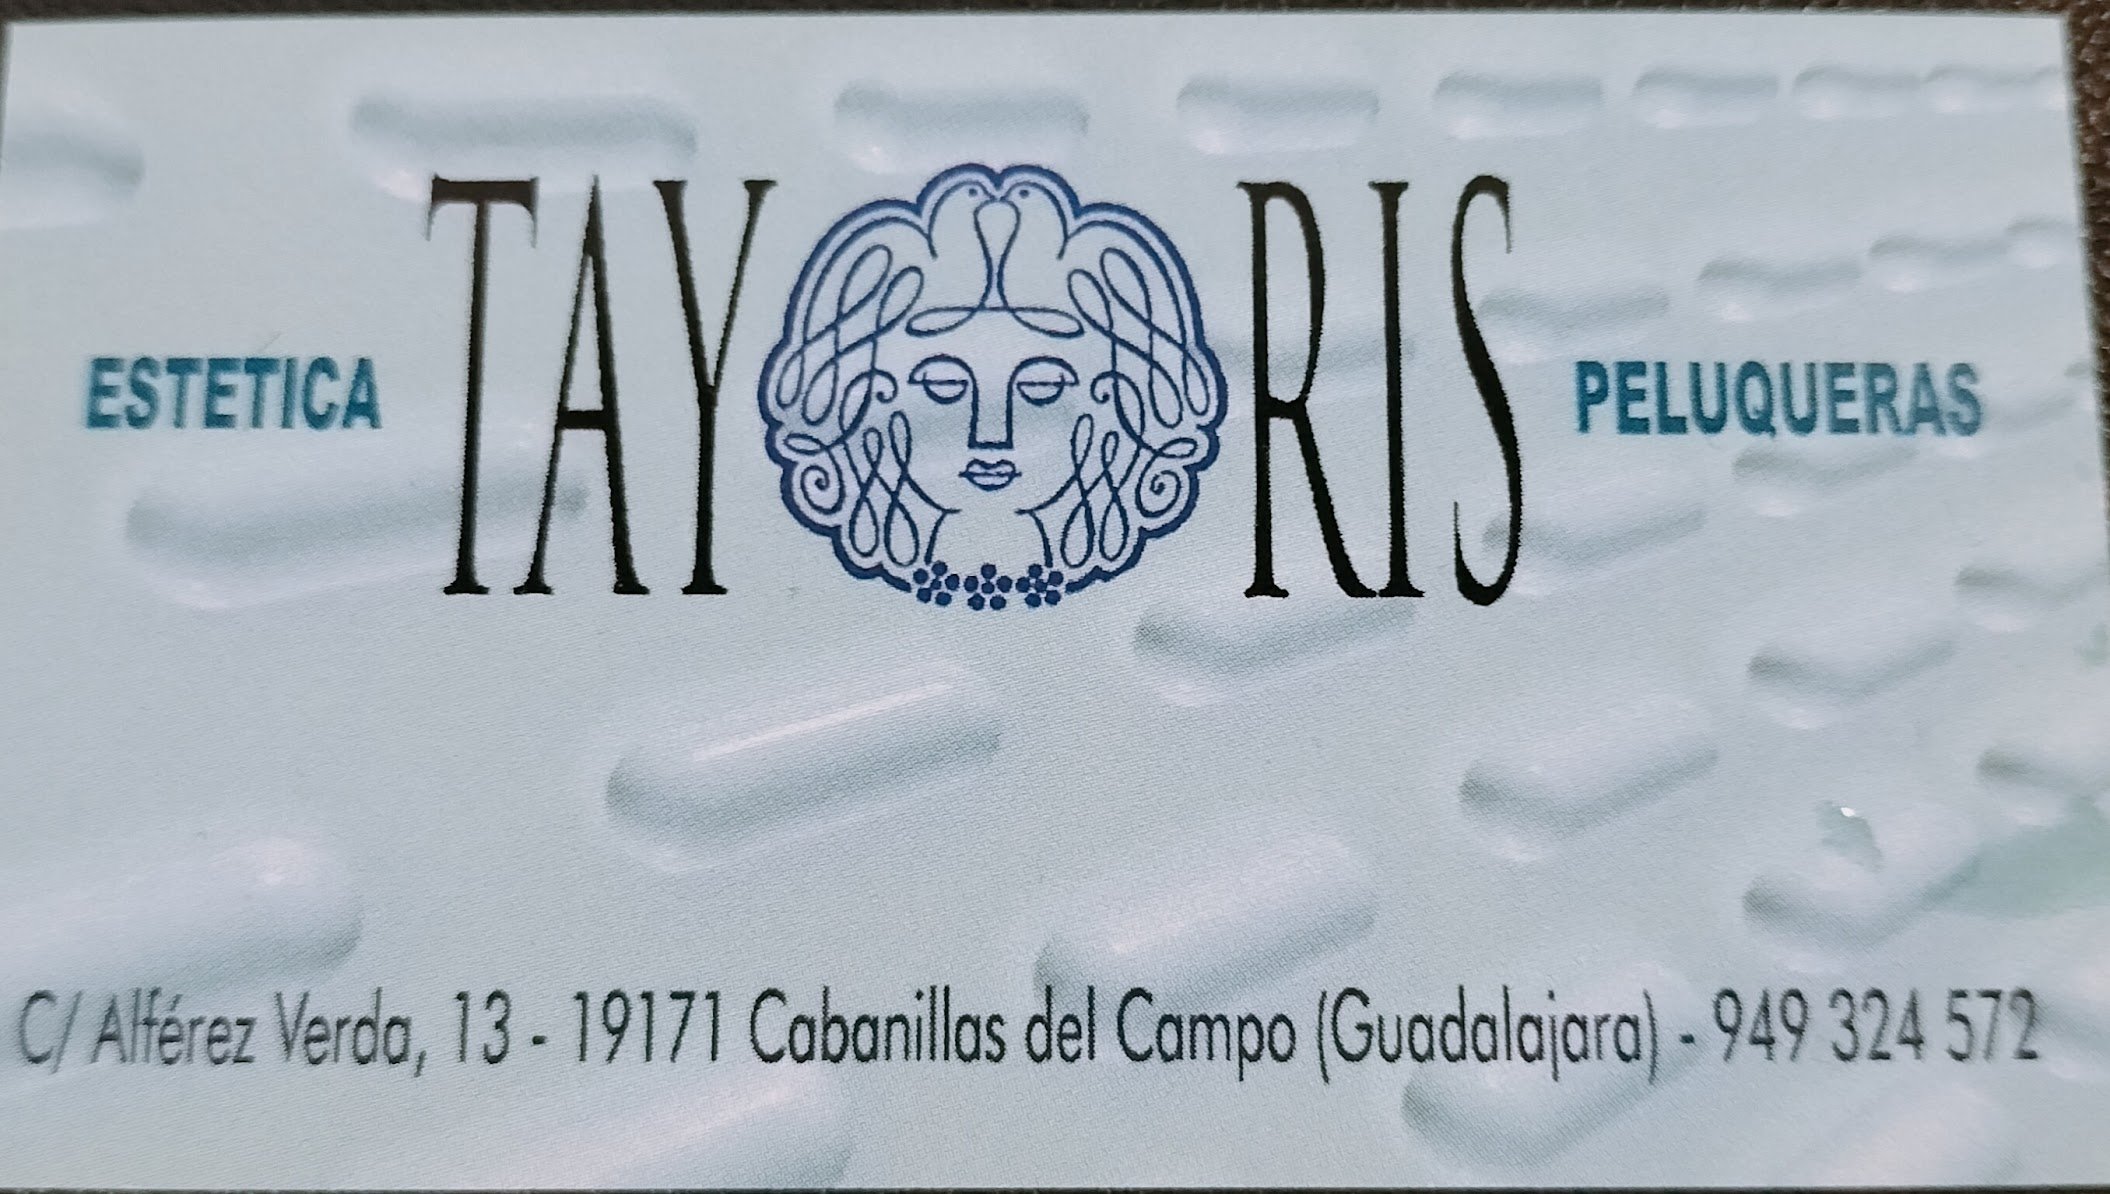 ESTETICA TAY RIS PELUQUERAS
C/ Alférez Verda, 13 - 19171 Cabanillas del Campo (Guadalajara) - 949 324 572